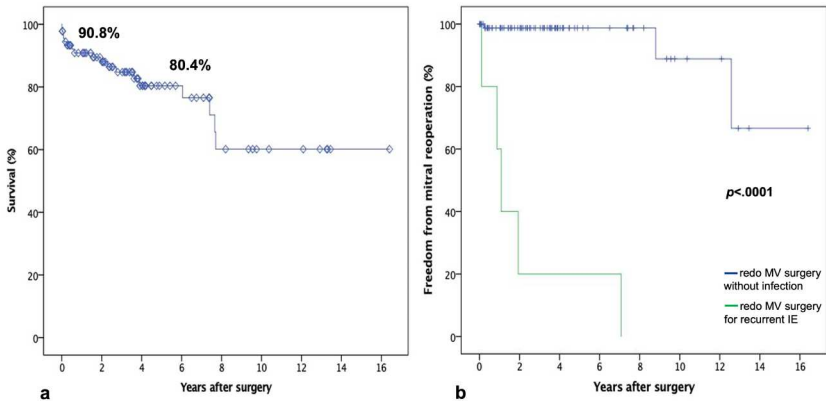 90.8%
80.4%
100
80
60
40
20
0
Survival (%)
0 2 4 6 8 10 12 14 16
Years after surgery
a
100
80
60
40
20
0
Freedom from mitral reoperation (%)
p<.0001
redo MV surgery
without infection
redo MV surgery
for recurrent IE
0 2 4 6 8 10 12 14 16
Years after surgery
b